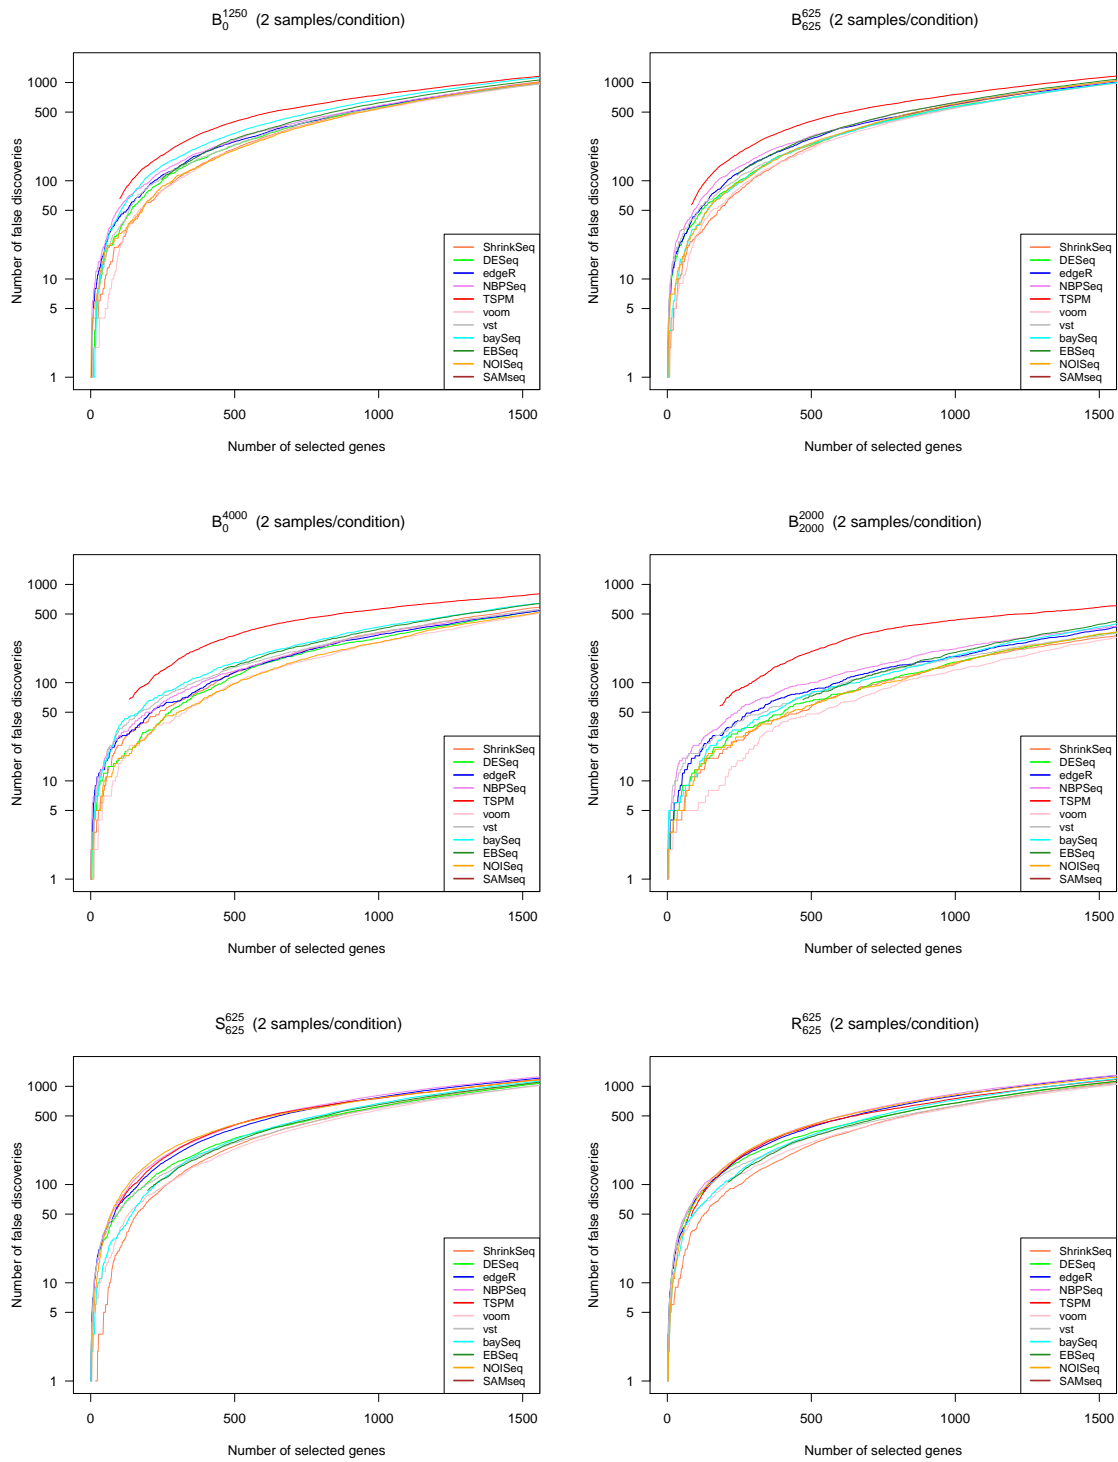 B_0^1250 (2 samples/condition)
Number of false discoveries
1000
500
100
50
10
5
1
0
500
1000
1500
Number of selected genes
ShrinkSeq
DESeq
edgeR
NBPSeq
TSPM
voom
vst
baySeq
EBSeq
NOISeq
SAMseq
B_625^625 (2 samples/condition)
Number of false discoveries
1000
500
100
50
10
5
1
0
500
1000
1500
Number of selected genes
ShrinkSeq
DESeq
edgeR
NBPSeq
TSPM
voom
vst
baySeq
EBSeq
NOISeq
SAMseq
B_0^4000 (2 samples/condition)
Number of false discoveries
1000
500
100
50
10
5
1
0
500
1000
1500
Number of selected genes
ShrinkSeq
DESeq
edgeR
NBPSeq
TSPM
voom
vst
baySeq
EBSeq
NOISeq
SAMseq
B_2000^2000 (2 samples/condition)
Number of false discoveries
1000
500
100
50
10
5
1
0
500
1000
1500
Number of selected genes
ShrinkSeq
DESeq
edgeR
NBPSeq
TSPM
voom
vst
baySeq
EBSeq
NOISeq
SAMseq
S_625^625 (2 samples/condition)
Number of false discoveries
1000
500
100
50
10
5
1
0
500
1000
1500
Number of selected genes
ShrinkSeq
DESeq
edgeR
NBPSeq
TSPM
voom
vst
baySeq
EBSeq
NOISeq
SAMseq
R_625^625 (2 samples/condition)
Number of false discoveries
1000
500
100
50
10
5
1
0
500
1000
1500
Number of selected genes
ShrinkSeq
DESeq
edgeR
NBPSeq
TSPM
voom
vst
baySeq
EBSeq
NOISeq
SAMseq